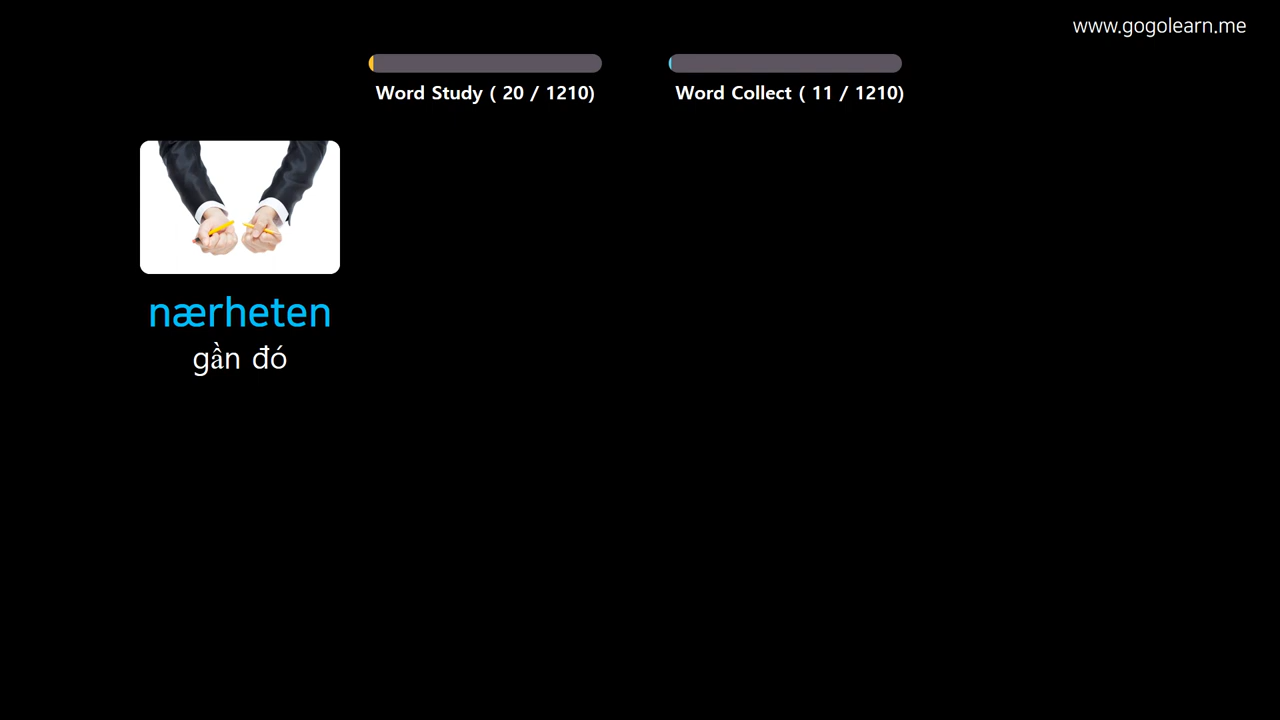 www.gogolearn.me
Word Study ( 20 / 1210)
Word Collect ( 11 / 1210)
nærheten
gần đó